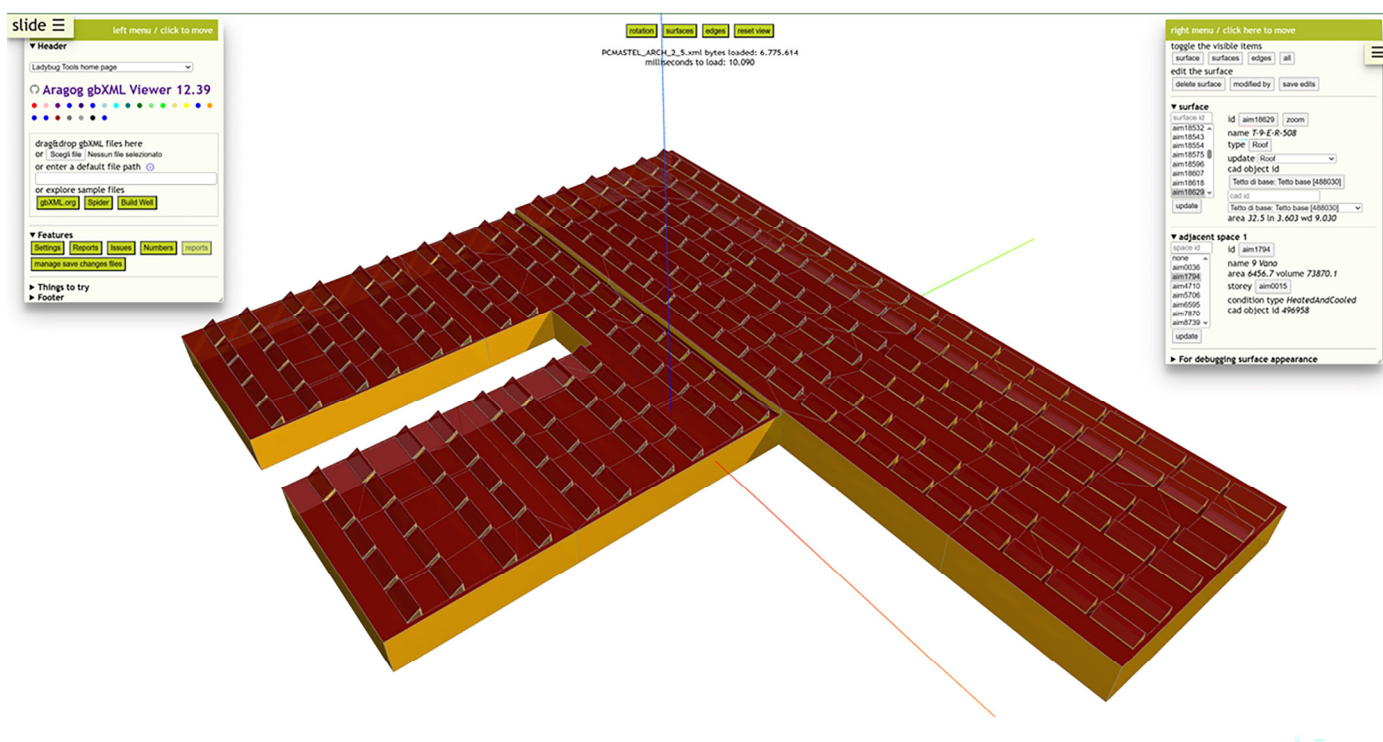 slide ☰
left menu / click to move
▼ Header
Ladybug Tools home page
Aragog gbXML Viewer 12.39
drag&drop gbXML files here
or Scegli file Nessun file selezionato
or enter a default file path
or explore sample files
gbXML.org Spider Build Well
▼ Features
Settings Reports Issues Numbers reports
manage save changes files
▶ Things to try
▶ Footer
rotation surfaces edges reset view
PCMASTEL_ARCH_2_5.xml bytes loaded: 6.775.614
milliseconds to load: 10.090
right menu / click here to move
☰
toggle the visible items
surface surfaces edges all
edit the surface
delete surface modified by save edits
▼ surface
surface id
aim18532
aim18543
aim18554
aim18575
aim18596
aim18607
aim18618
aim18629
update
id aim18629 zoom
name T-9-E-R-508
type Roof
update Roof
cad object id
Tetto di base: Tetto base [488030]
cad id
Tetto di base: Tetto base [488030]
area 32.5 ln 3.603 wd 9.030
▼ adjacent space 1
space id
none
aim0036
aim1794
aim4710
aim5706
aim6595
aim7870
aim8739
update
id aim1794
name 9 Vano
area 6456.7 volume 73870.1
storey aim0015
condition type HeatedAndCooled
cad object id 496958
▶ For debugging surface appearance